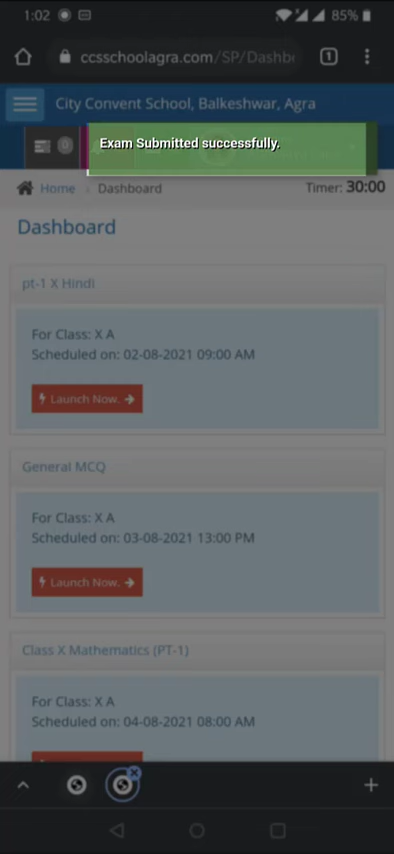 1:02
85%
ccsschoolagra.com/SP/Dashb
1
City Convent School, Balkeshwar, Agra
0
Exam Submitted successfully.
Home
Dashboard
Timer: 30:00
Dashboard
pt-1 X Hindi
For Class: X A
Scheduled on: 02-08-2021 09:00 AM
Launch Now.
General MCQ
For Class: X A
Scheduled on: 03-08-2021 13:00 PM
Launch Now.
Class X Mathematics (PT-1)
For Class: X A
Scheduled on: 04-08-2021 08:00 AM